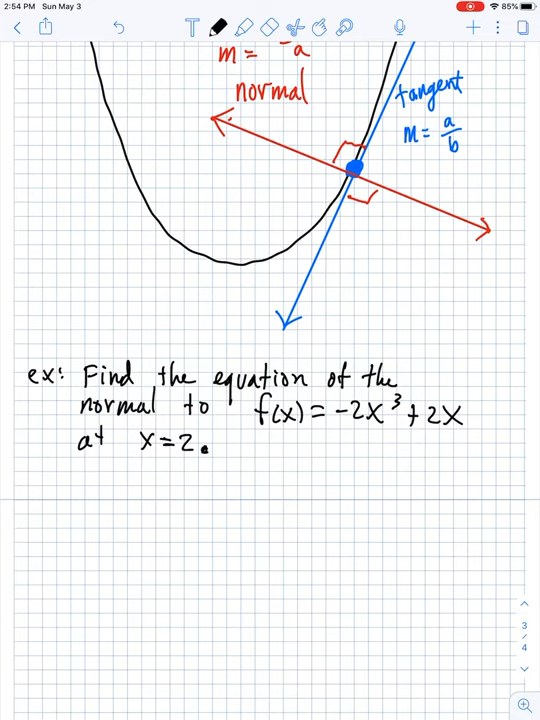 2:54 PM Sun May 3
85%
T
m = -a
normal
tangent
m = a/b
ex: Find the equation of the
normal to f(x) = -2x³ + 2x
at x = 2.
3
/
4